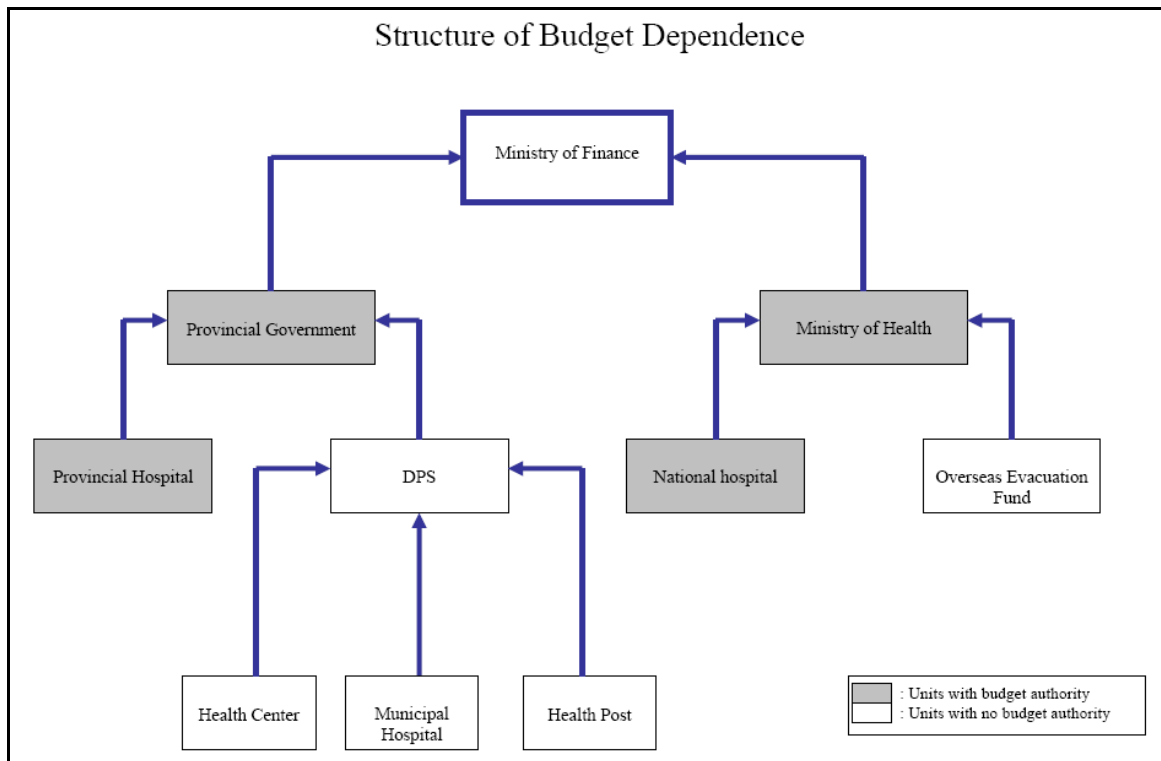 Structure of Budget Dependence
Ministry of Finance
Provincial Government
Ministry of Health
Provincial Hospital
DPS
National hospital
Overseas Evacuation
Fund
Health Center
Municipal
Hospital
Health Post
: Units with budget authority
: Units with no budget authority